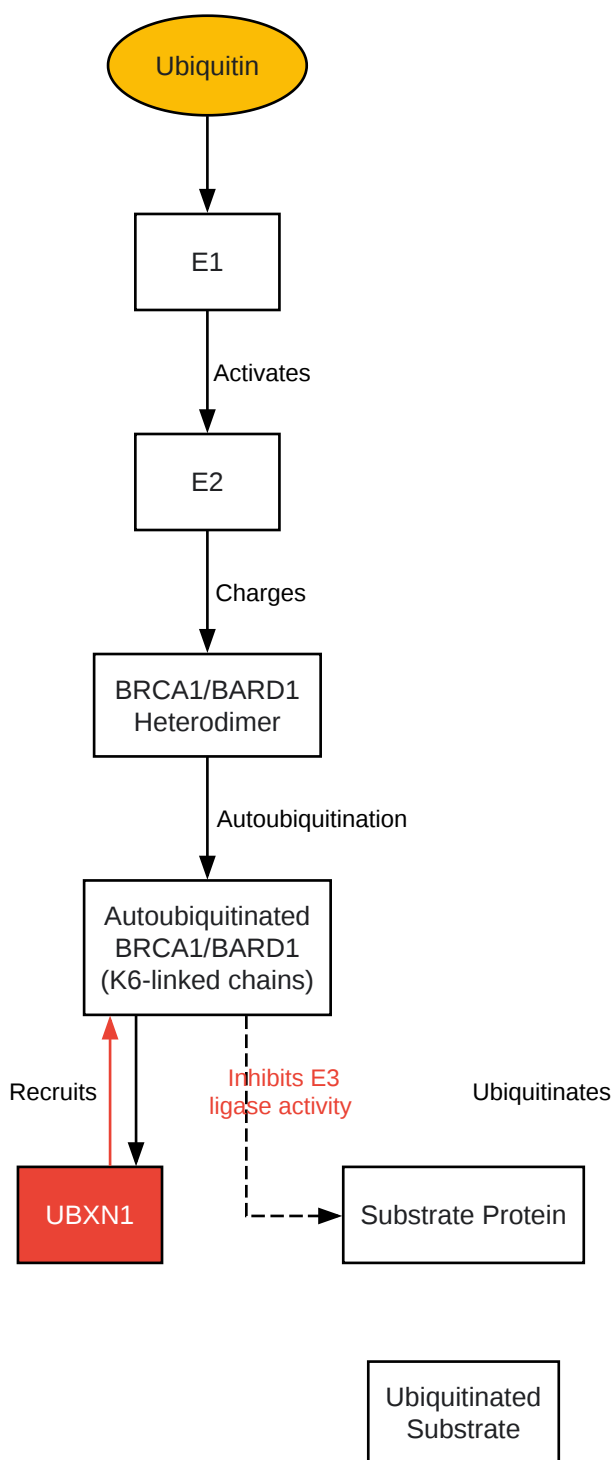 Ubiquitin
E1
Activates
E2
Charges
BRCA1/BARD1
Heterodimer
Autoubiquitination
Autoubiquitinated
BRCA1/BARD1
(K6-linked chains)
Recruits
Inhibits E3
ligase activity
Ubiquitinates
UBXN1
Substrate Protein
Ubiquitinated
Substrate